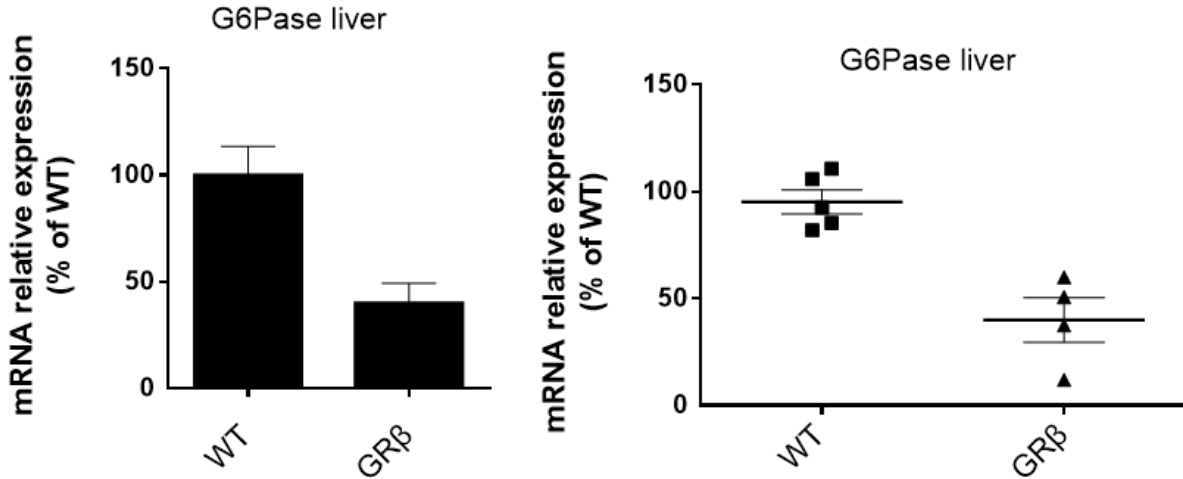 G6Pase liver
mRNA relative expression
(% of WT)
150
100
50
0
WT
GRβ
G6Pase liver
mRNA relative expression
(% of WT)
150
100
50
0
WT
GRβ